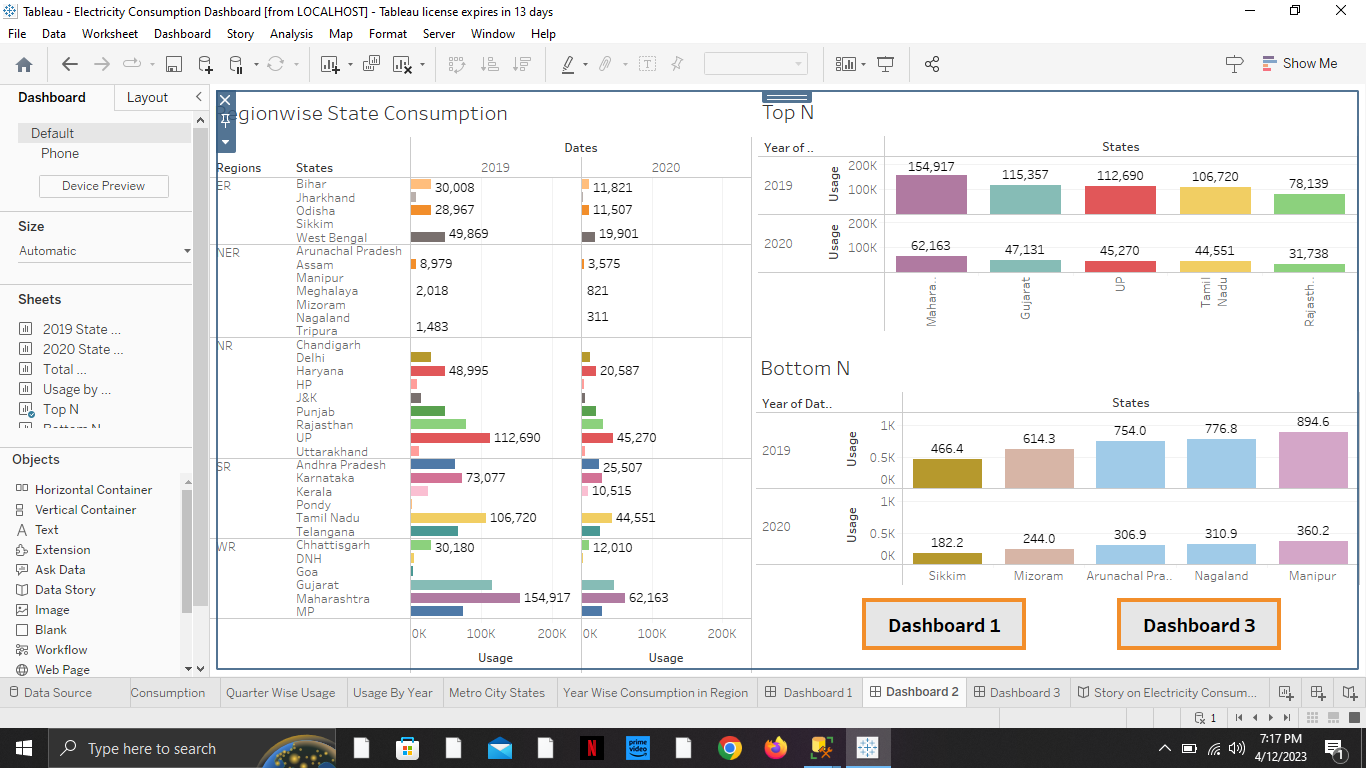 Tableau - Electricity Consumption Dashboard [from LOCALHOST] - Tableau license expires in 13 days
File Data Worksheet Dashboard Story Analysis Map Format Server Window Help
Show Me
Dashboard Layout
Default
Phone
Device Preview
Size
Automatic
Sheets
2019 State ...
2020 State ...
Total ...
Usage by ...
Top N
Objects
Horizontal Container
Vertical Container
Text
Extension
Ask Data
Data Story
Image
Blank
Workflow
Web Page
egionwise State Consumption
Dates
Regions States 2019 2020
ER Bihar 30,008 11,821
Jharkhand
Odisha 28,967 11,507
Sikkim
West Bengal 49,869 19,901
NER Arunachal Pradesh
Assam 8,979 3,575
Manipur
Meghalaya 2,018 821
Mizoram
Nagaland 311
Tripura 1,483
NR Chandigarh
Delhi
Haryana 48,995 20,587
HP
J&K
Punjab
Rajasthan
UP 112,690 45,270
Uttarakhand
SR Andhra Pradesh 25,507
Karnataka 73,077
Kerala 10,515
Pondy
Tamil Nadu 106,720 44,551
Telangana
WR Chhattisgarh 30,180 12,010
DNH
Goa
Gujarat
Maharashtra 154,917 62,163
MP
0K 100K 200K 0K 100K 200K
Usage Usage
Top N
Year of .. States
2019 Usage 200K 100K 154,917 115,357 112,690 106,720 78,139
2020 Usage 200K 100K 62,163 47,131 45,270 44,551 31,738
Mahara.. Gujarat UP Tamil Nadu Rajasth..
Bottom N
Year of Dat.. States
2019 Usage 1K 0.5K 0K 466.4 614.3 754.0 776.8 894.6
2020 Usage 1K 0.5K 0K 182.2 244.0 306.9 310.9 360.2
Sikkim Mizoram Arunachal Pra.. Nagaland Manipur
Dashboard 1 Dashboard 3
Data Source Consumption Quarter Wise Usage Usage By Year Metro City States Year Wise Consumption in Region Dashboard 1 Dashboard 2 Dashboard 3 Story on Electricity Consum...
1
Type here to search
N
prime video
7:17 PM
4/12/2023
1